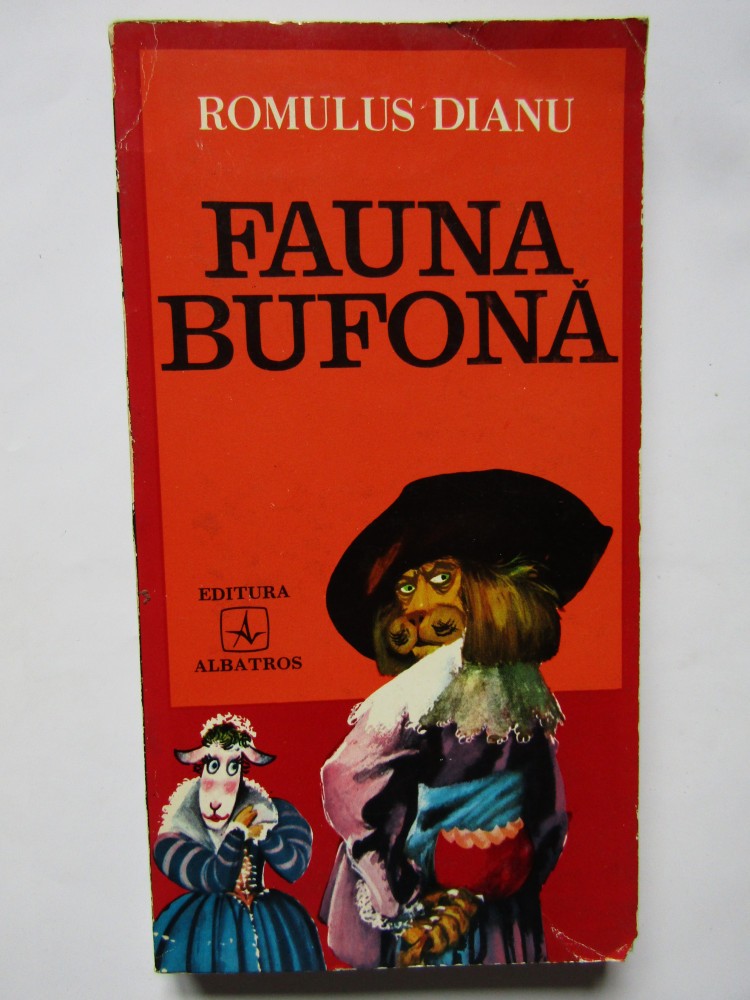 ROMULUS DIANU
FAUNA
BUFONĂ
EDITURA
ALBATROS